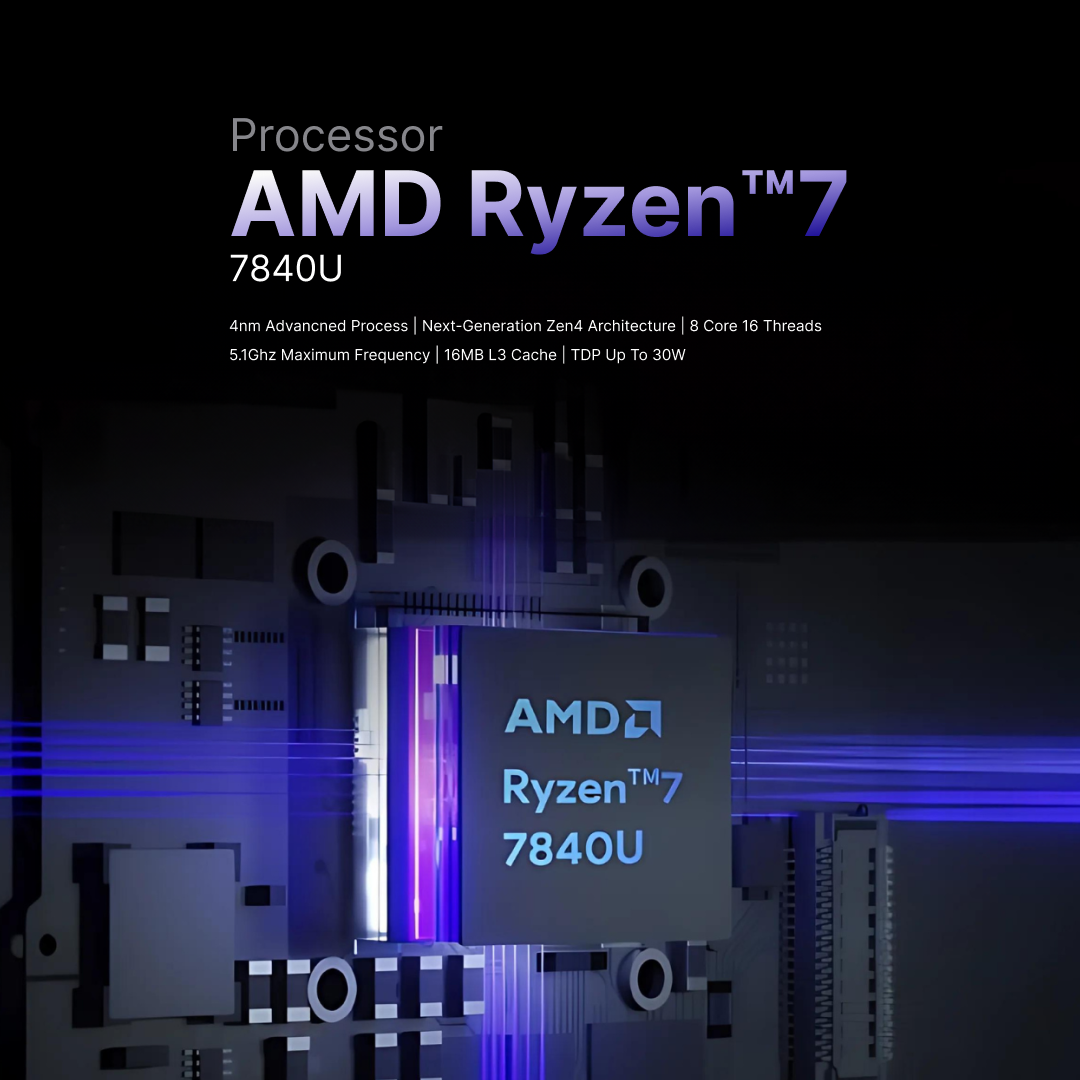 Processor
AMD Ryzen™7
7840U
4nm Advancned Process | Next-Generation Zen4 Architecture | 8 Core 16 Threads
5.1Ghz Maximum Frequency | 16MB L3 Cache | TDP Up To 30W
AMD
Ryzen™7
7840U